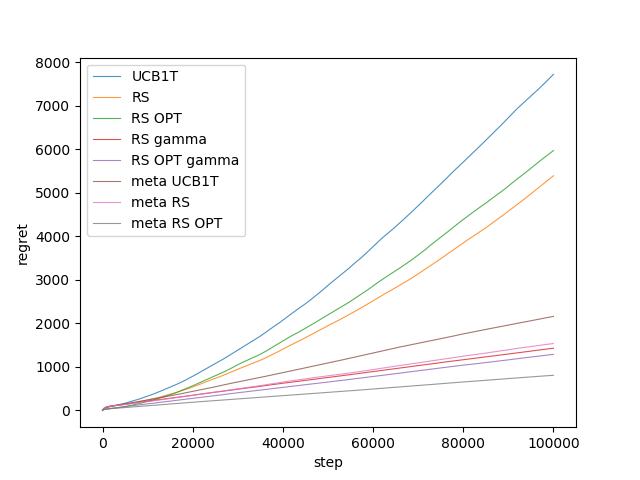 8000
7000
6000
5000
4000
3000
2000
1000
0
regret
UCB1T
RS
RS OPT
RS gamma
RS OPT gamma
meta UCB1T
meta RS
meta RS OPT
0 20000 40000 60000 80000 100000
step